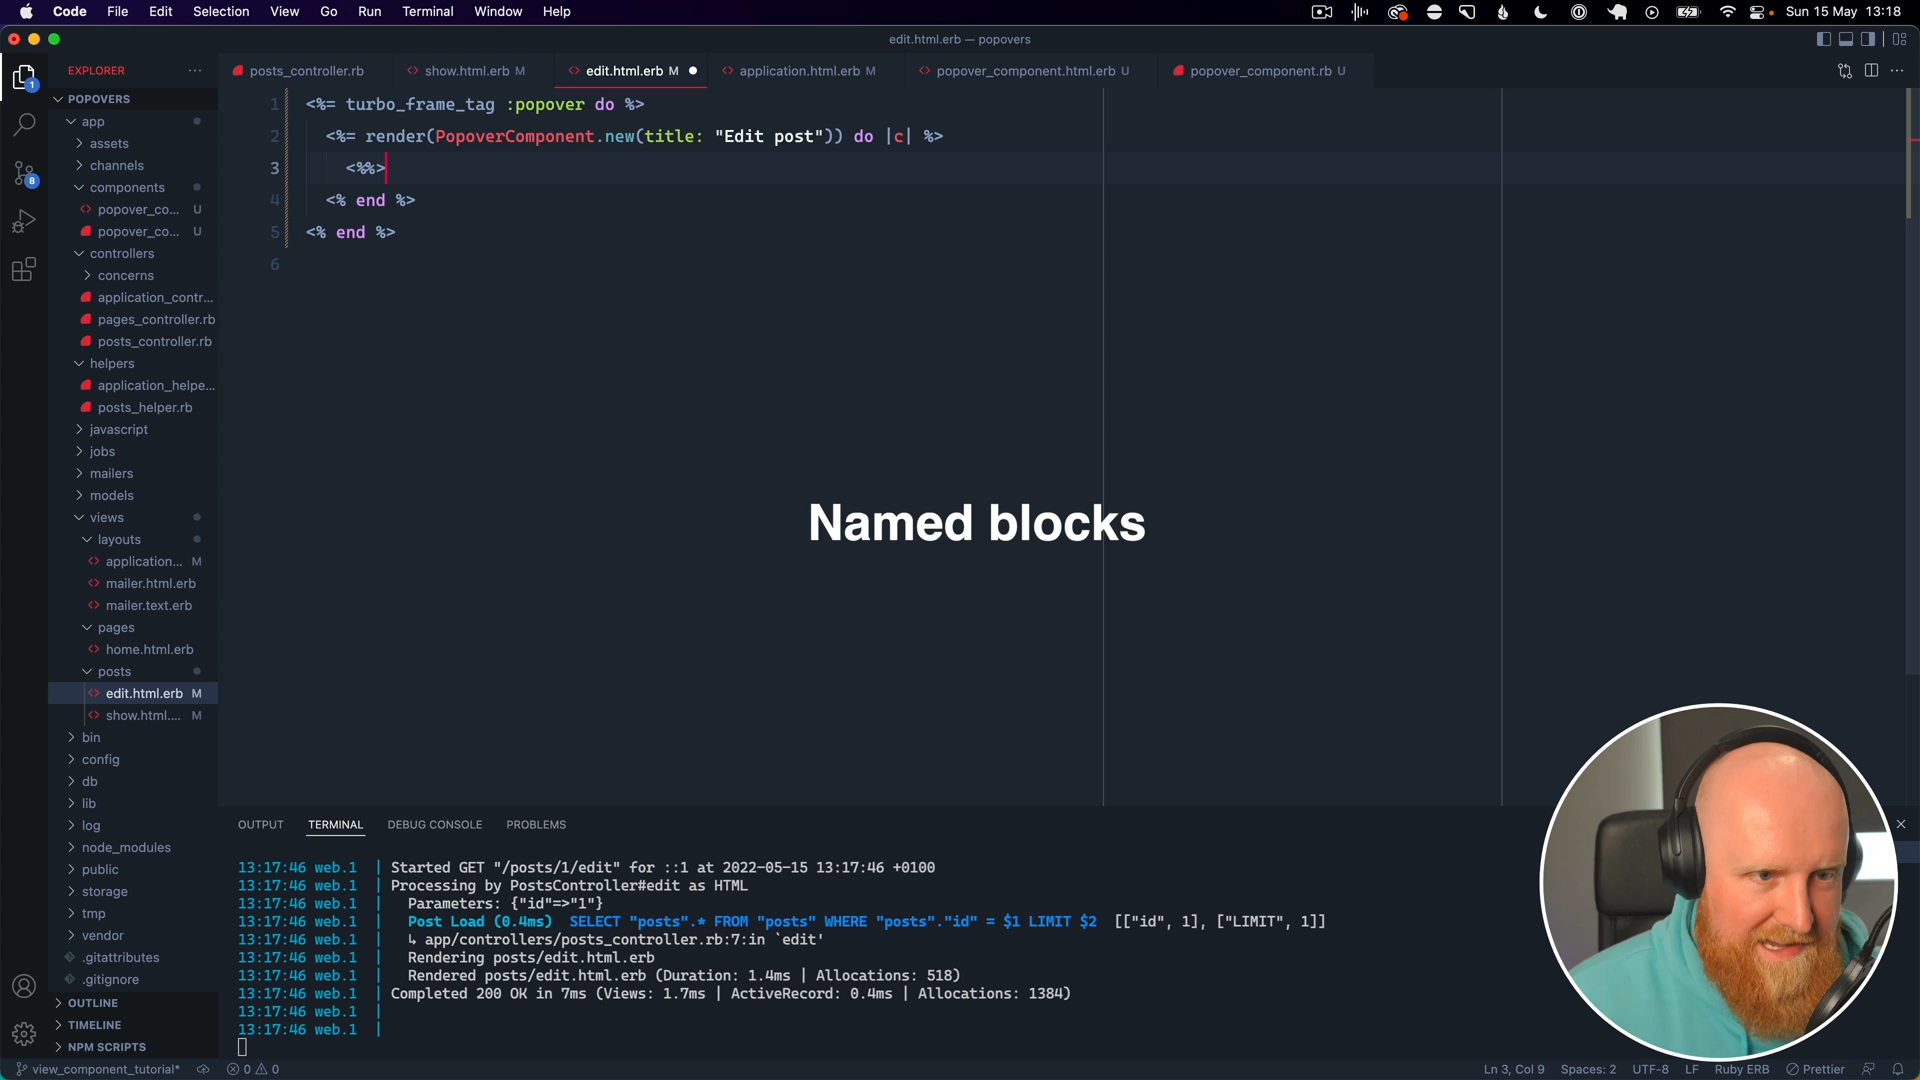 Code File Edit Selection View Go Run Terminal Window Help
Sun 15 May 13:18
edit.html.erb — popovers
EXPLORER
posts_controller.rb
show.html.erb M
edit.html.erb M
application.html.erb M
popover_component.html.erb U
popover_component.rb U
POPOVERS
app
assets
channels
components
popover_co... U
popover_co... U
controllers
concerns
application_contr...
pages_controller.rb
posts_controller.rb
helpers
application_helpe...
posts_helper.rb
javascript
jobs
mailers
models
views
layouts
application... M
mailer.html.erb
mailer.text.erb
pages
home.html.erb
posts
edit.html.erb M
show.html.... M
bin
config
db
lib
log
node_modules
public
storage
tmp
vendor
.gitattributes
.gitignore
OUTLINE
TIMELINE
NPM SCRIPTS
1
8
1 <%= turbo_frame_tag :popover do %>
2 <%= render(PopoverComponent.new(title: "Edit post")) do |c| %>
3 <%%>
4 <% end %>
5 <% end %>
6
Named blocks
OUTPUT TERMINAL DEBUG CONSOLE PROBLEMS
13:17:46 web.1 | Started GET "/posts/1/edit" for ::1 at 2022-05-15 13:17:46 +0100
13:17:46 web.1 | Processing by PostsController#edit as HTML
13:17:46 web.1 | Parameters: {"id"=>"1"}
13:17:46 web.1 | Post Load (0.4ms) SELECT "posts".* FROM "posts" WHERE "posts"."id" = $1 LIMIT $2 [["id", 1], ["LIMIT", 1]]
13:17:46 web.1 | ↳ app/controllers/posts_controller.rb:7:in `edit'
13:17:46 web.1 | Rendering posts/edit.html.erb
13:17:46 web.1 | Rendered posts/edit.html.erb (Duration: 1.4ms | Allocations: 518)
13:17:46 web.1 | Completed 200 OK in 7ms (Views: 1.7ms | ActiveRecord: 0.4ms | Allocations: 1384)
13:17:46 web.1 |
13:17:46 web.1 |
view_component_tutorial* 0 0
Ln 3, Col 9 Spaces: 2 UTF-8 LF Ruby ERB Prettier